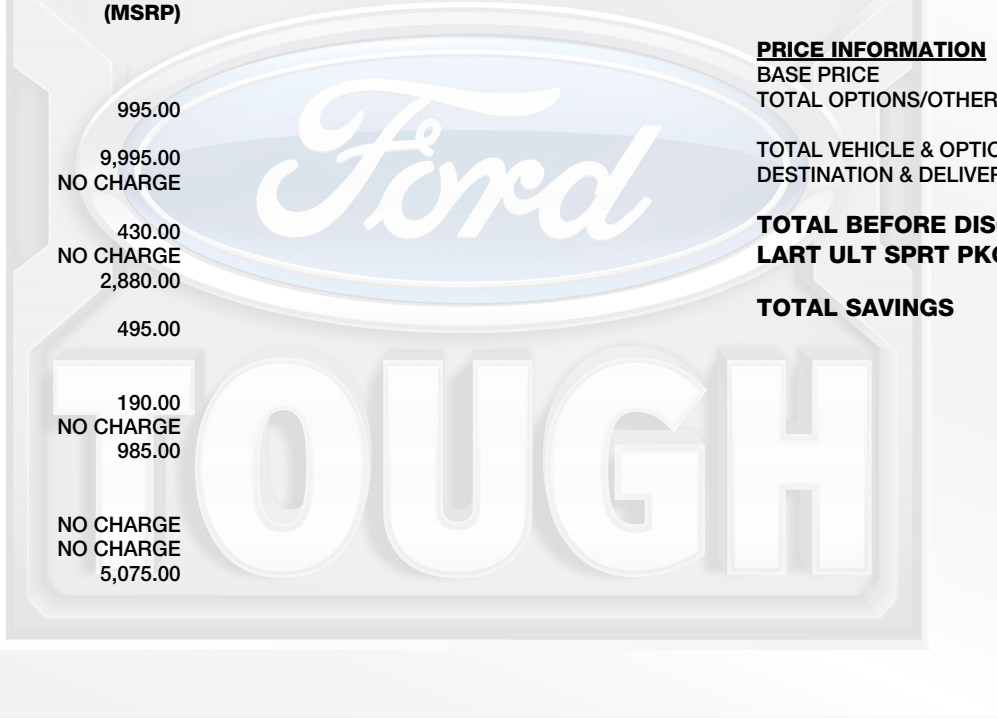 (MSRP)
995.00
9,995.00
NO CHARGE
430.00
NO CHARGE
2,880.00
495.00
190.00
NO CHARGE
985.00
NO CHARGE
NO CHARGE
5,075.00
PRICE INFORMATION
BASE PRICE
TOTAL OPTIONS/OTHER
TOTAL VEHICLE & OPTIO
DESTINATION & DELIVER
TOTAL BEFORE DIS
LART ULT SPRT PKG
TOTAL SAVINGS
Ford
TOUGH